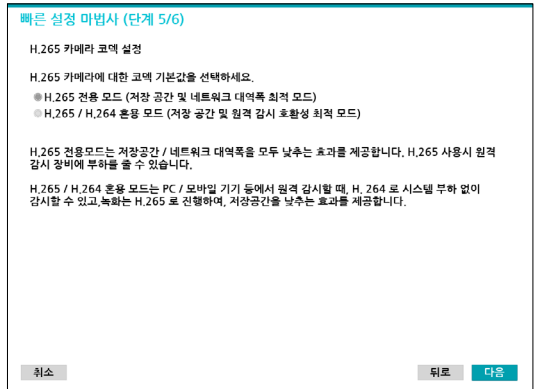 빠른 설정 마법사 (단계 5/6)
H.265 카메라 코덱 설정
H.265 카메라에 대한 코덱 기본값을 선택하세요.
H.265 전용 모드 (저장 공간 및 네트워크 대역폭 최적 모드)
H.265 / H.264 혼용 모드 (저장 공간 및 원격 감시 호환성 최적 모드)
H.265 전용모드는 저장공간 / 네트워크 대역폭을 모두 낮추는 효과를 제공합니다. H.265 사용시 원격
감시 장비에 부하를 줄 수 있습니다.
H.265 / H.264 혼용 모드는 PC / 모바일 기기 등에서 원격 감시할 때, H. 264 로 시스템 부하 없이
감시할 수 있고,녹화는 H.265 로 진행하여, 저장공간을 낮추는 효과를 제공합니다.
취소
뒤로
다음